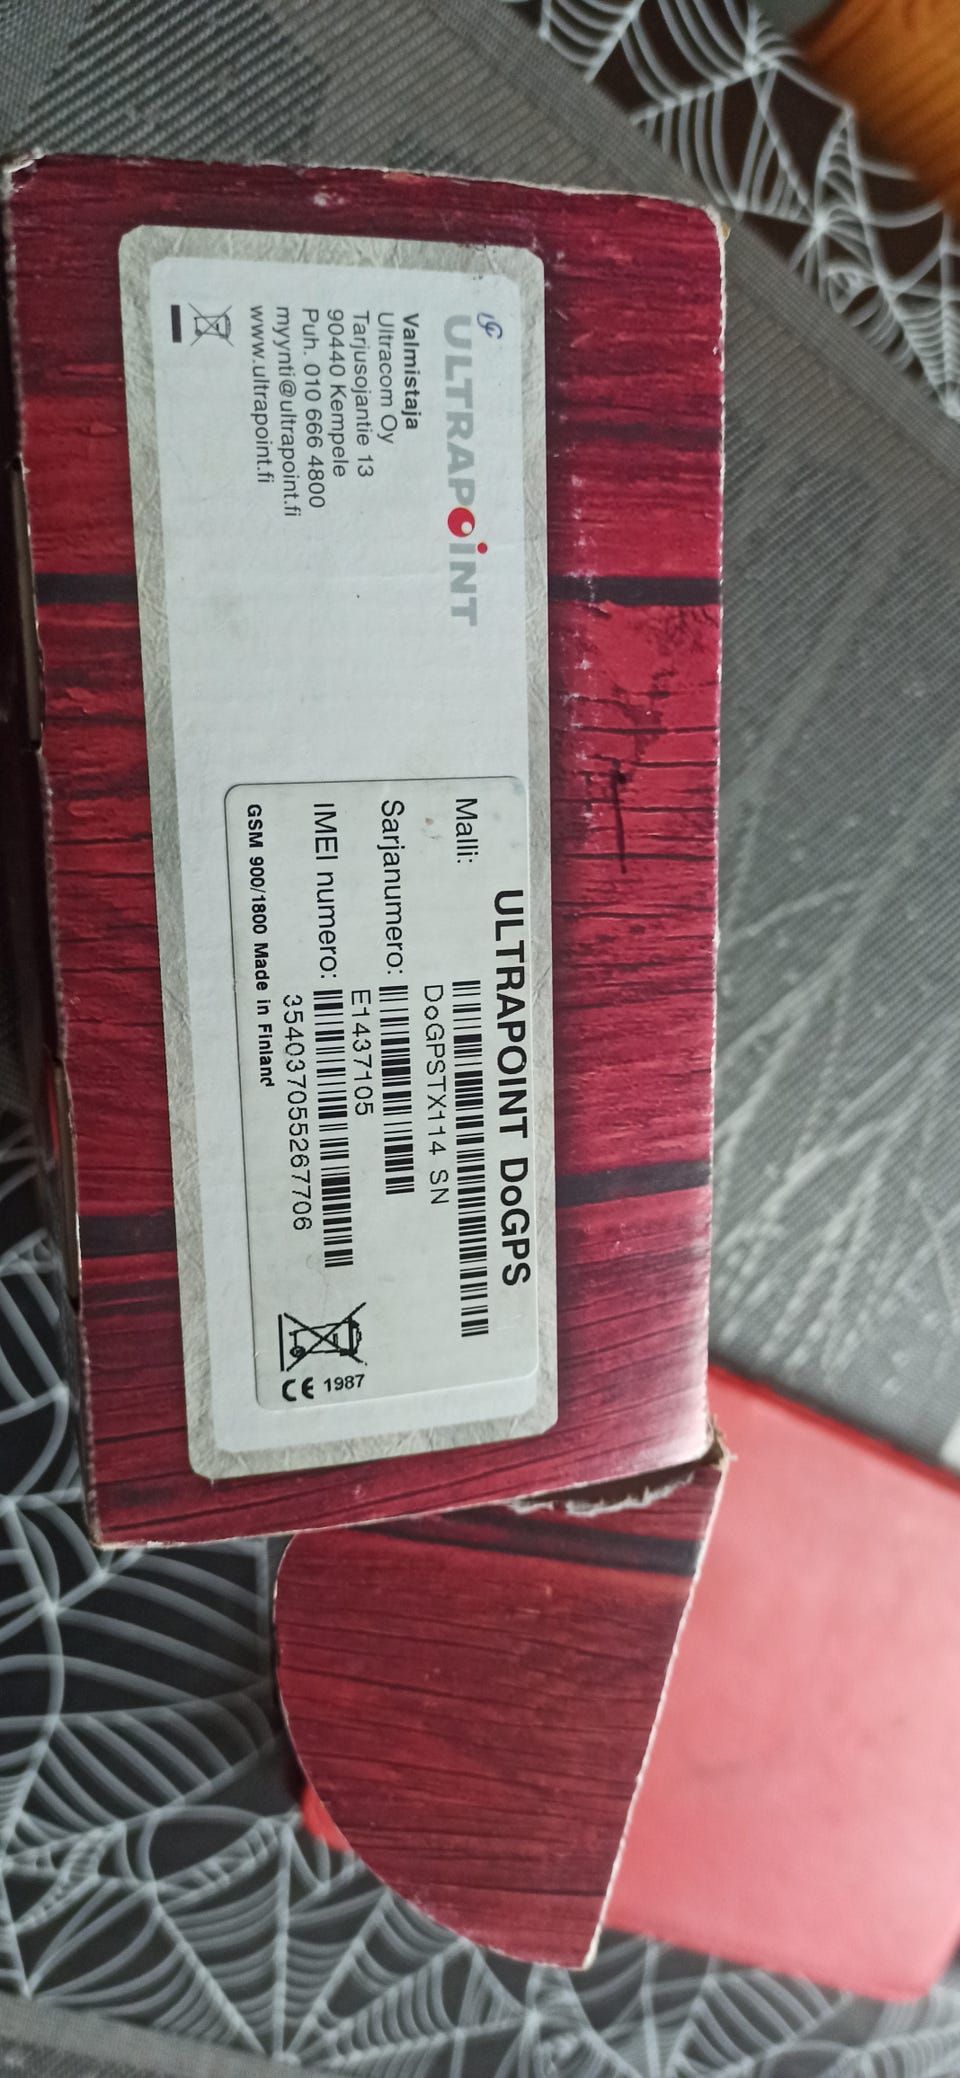 ULTRAPOINT
Valmistaja
Ultracom Oy
Tarjusojantie 13
90440 Kempele
Puh. 010 666 4800
myynti@ultrapoint.fi
www.ultrapoint.fi
ULTRAPOINT DoGPS
Malli:
DoGPSTX114 SN
Sarjanumero:
E1437105
IMEI numero:
354037055267706
GSM 900/1800 Made in Finland
CE 1987